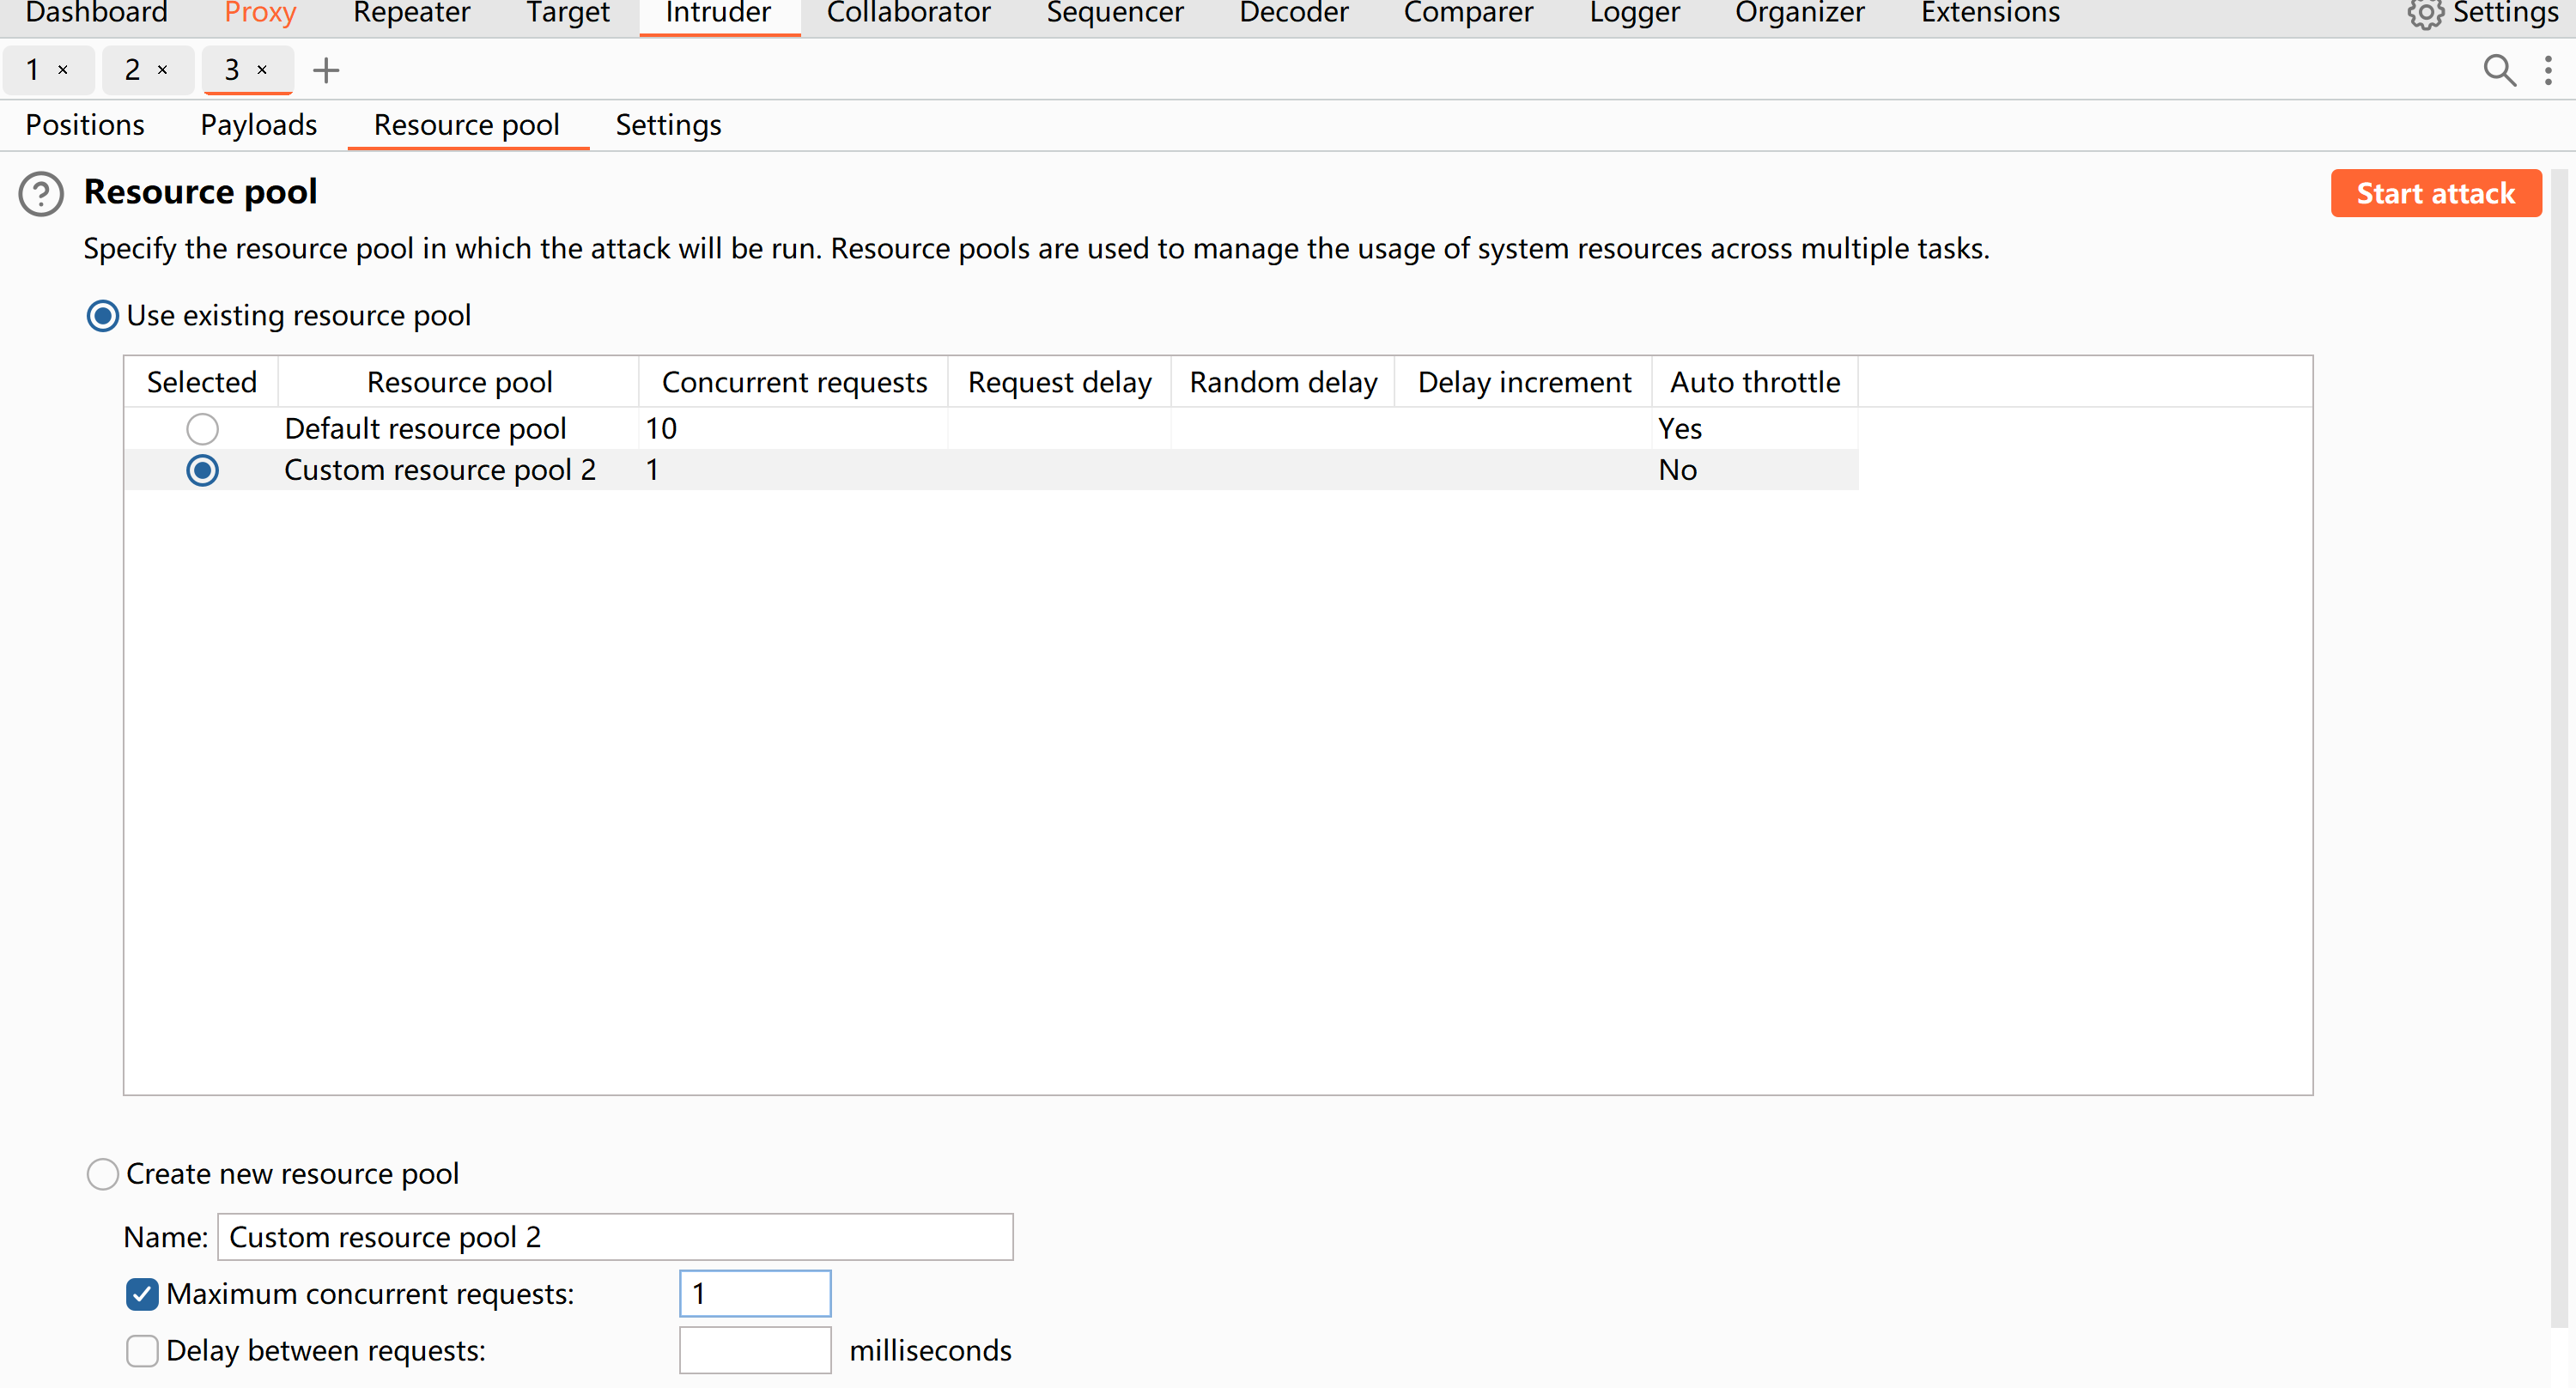 Dashboard Proxy Repeater Target Intruder Collaborator Sequencer Decoder Comparer Logger Organizer Extensions Settings
1 × 2 × 3 × +
Positions Payloads Resource pool Settings
? Resource pool Start attack
Specify the resource pool in which the attack will be run. Resource pools are used to manage the usage of system resources across multiple tasks.
Use existing resource pool
Selected Resource pool Concurrent requests Request delay Random delay Delay increment Auto throttle
Default resource pool 10 Yes
Custom resource pool 2 1 No
Create new resource pool
Name: Custom resource pool 2
Maximum concurrent requests: 1
Delay between requests: milliseconds